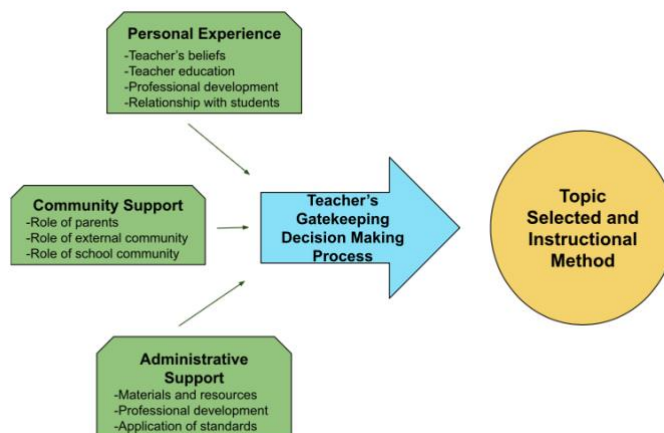 Personal Experience
-Teacher's beliefs
-Teacher education
-Professional development
-Relationship with students
Community Support
-Role of parents
-Role of external community
-Role of school community
Administrative
Support
-Materials and resources
-Professional development
-Application of standards
Teacher's
Gatekeeping
Decision Making
Process
Topic
Selected and
Instructional
Method